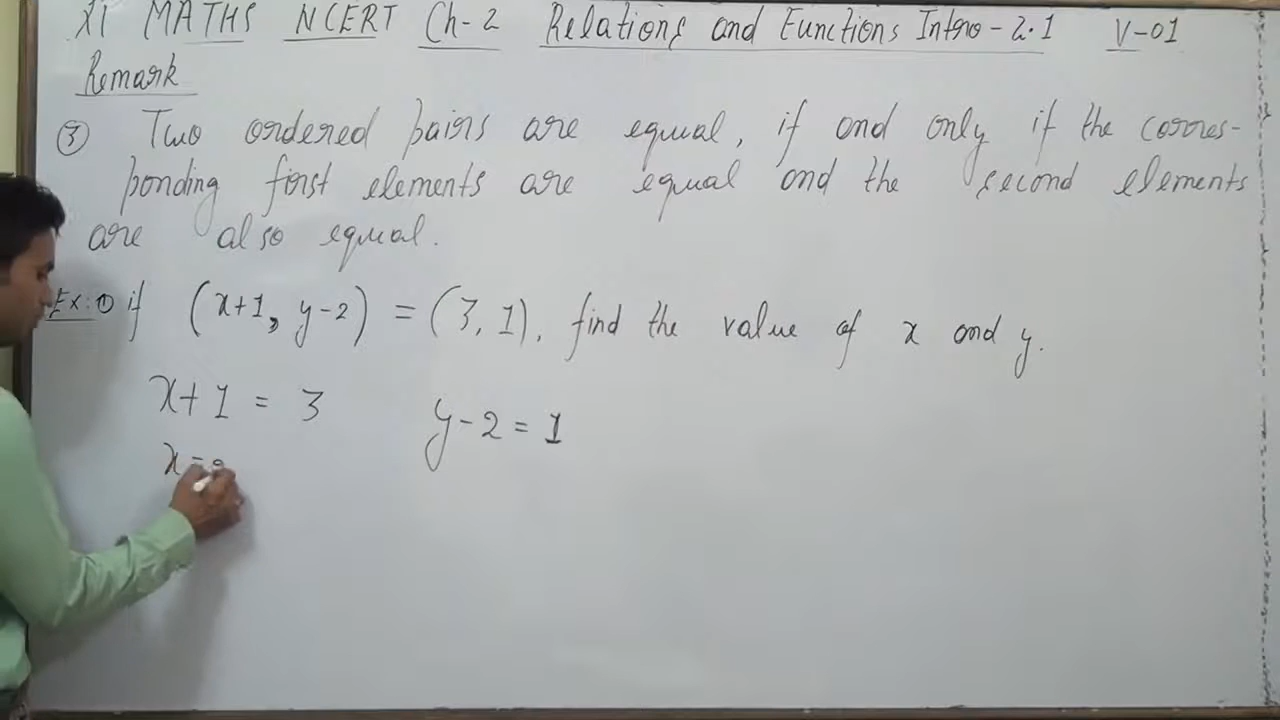 XI MATHS NCERT Ch-2 Relations and Functions Intro-2.1 V-01
Remark
③ Two ordered pairs are equal, if and only if the corres-
ponding first elements are equal and the second elements
are also equal.
Ex:① if (x+1, y-2) = (3, 1), find the value of x and y.
x+1 = 3 y-2 = 1
x =